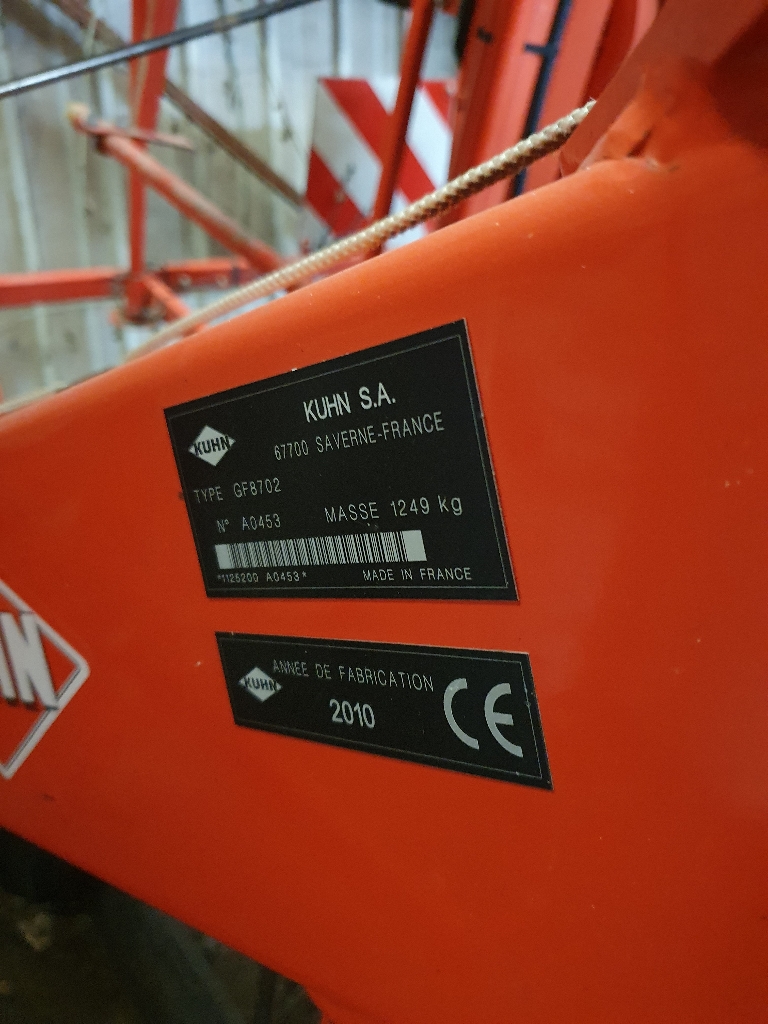 KUHN S.A.
KUHN
67700 SAVERNE-FRANCE
TYPE GF8702
N° A0453 MASSE 1249 kg
*1125200 A0453*
MADE IN FRANCE
HN
KUHN
ANNEE DE FABRICATION
2010
CE